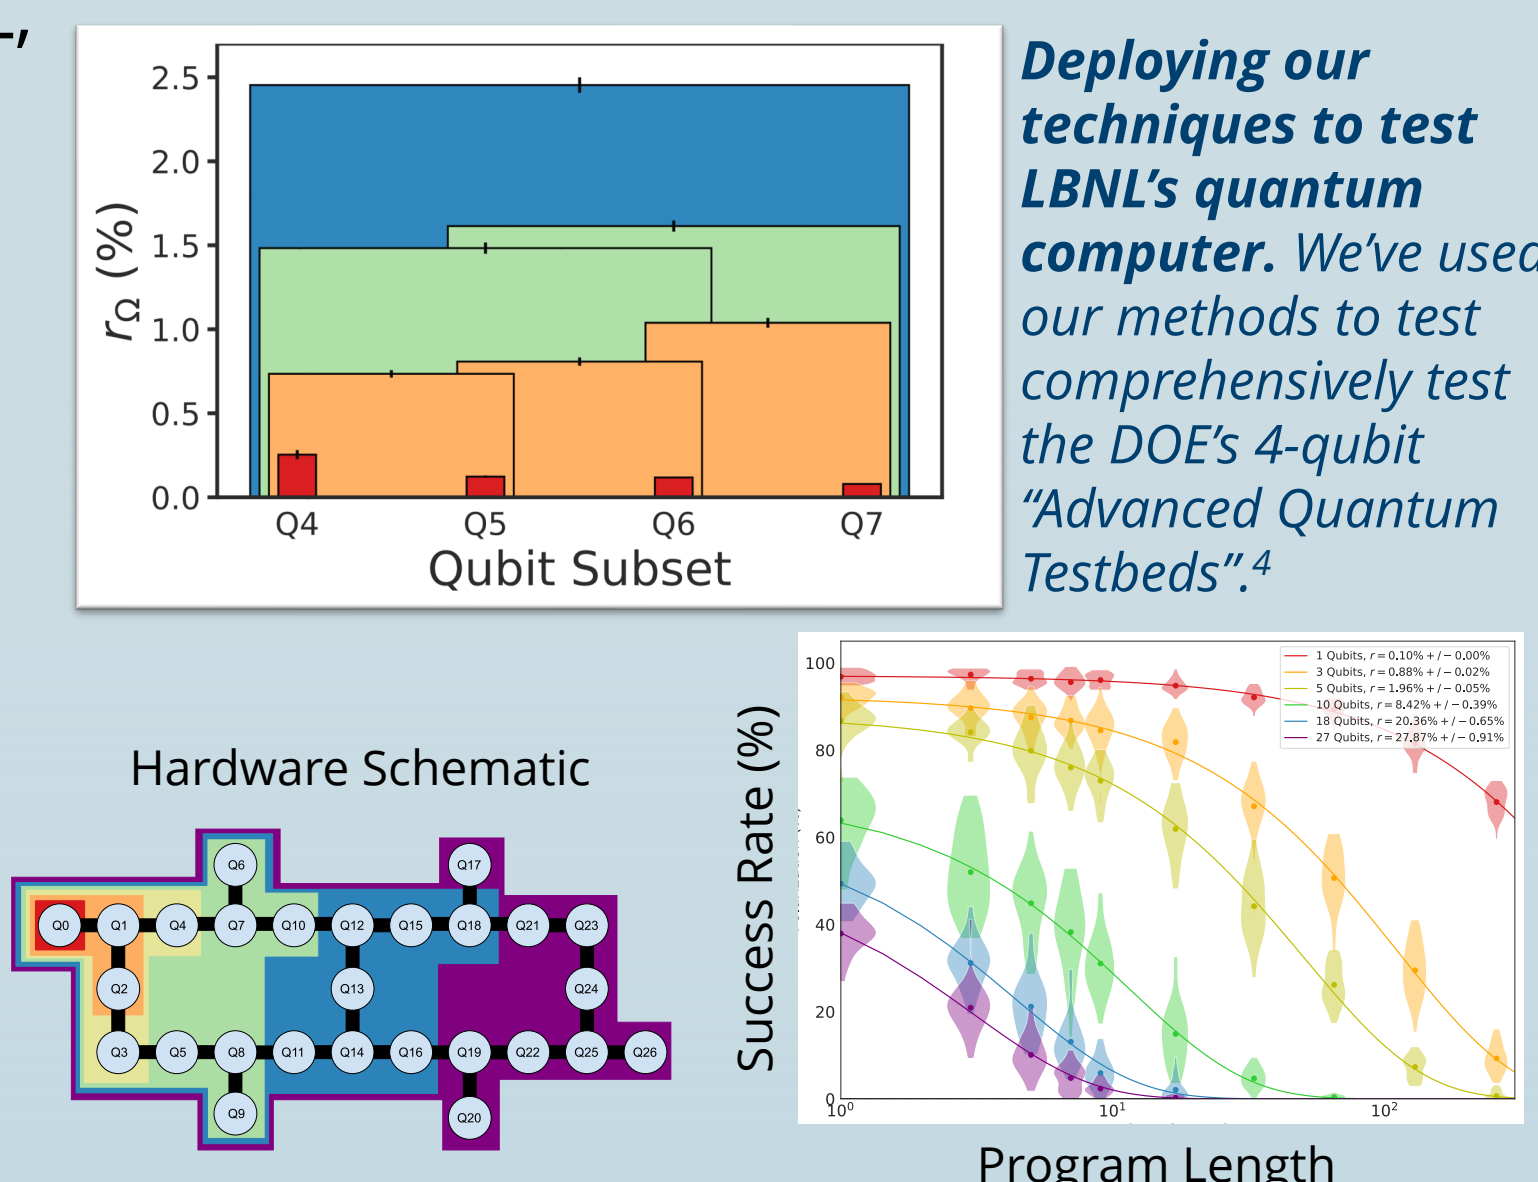 2.5
2.0
1.5
1.0
0.5
0.0
rΩ (%)
Q4 Q5 Q6 Q7
Qubit Subset
Deploying our
techniques to test
LBNL’s quantum
computer. We’ve used
our methods to test
comprehensively test
the DOE’s 4-qubit
“Advanced Quantum
Testbeds”.⁴
Hardware Schematic
Q6 Q17
Q0 Q1 Q4 Q7 Q10 Q12 Q15 Q18 Q21 Q23
Q2 Q13 Q24
Q3 Q5 Q8 Q11 Q14 Q16 Q19 Q22 Q25 Q26
Q9 Q20
Success Rate (%)
100
80
60
40
20
0
1 Qubits, r = 0.10% + / − 0.00%
3 Qubits, r = 0.88% + / − 0.02%
5 Qubits, r = 1.96% + / − 0.05%
10 Qubits, r = 8.42% + / − 0.39%
18 Qubits, r = 20.36% + / − 0.65%
27 Qubits, r = 27.87% + / − 0.91%
10⁰ 10¹ 10²
Program Length